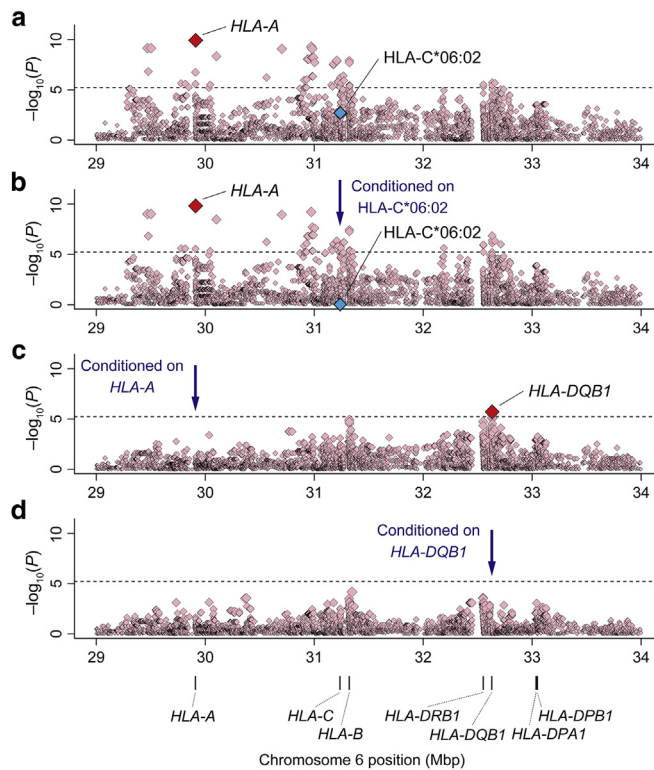 a
10
5
0
–log10(P)
HLA-A
HLA-C*06:02
29 30 31 32 33 34
b
10
5
0
–log10(P)
HLA-A
Conditioned on
HLA-C*06:02
HLA-C*06:02
29 30 31 32 33 34
c
10
5
0
–log10(P)
Conditioned on
HLA-A
HLA-DQB1
29 30 31 32 33 34
d
10
5
0
–log10(P)
Conditioned on
HLA-DQB1
29 30 31 32 33 34
HLA-A HLA-C HLA-DRB1 HLA-DPB1
HLA-B HLA-DQB1 HLA-DPA1
Chromosome 6 position (Mbp)